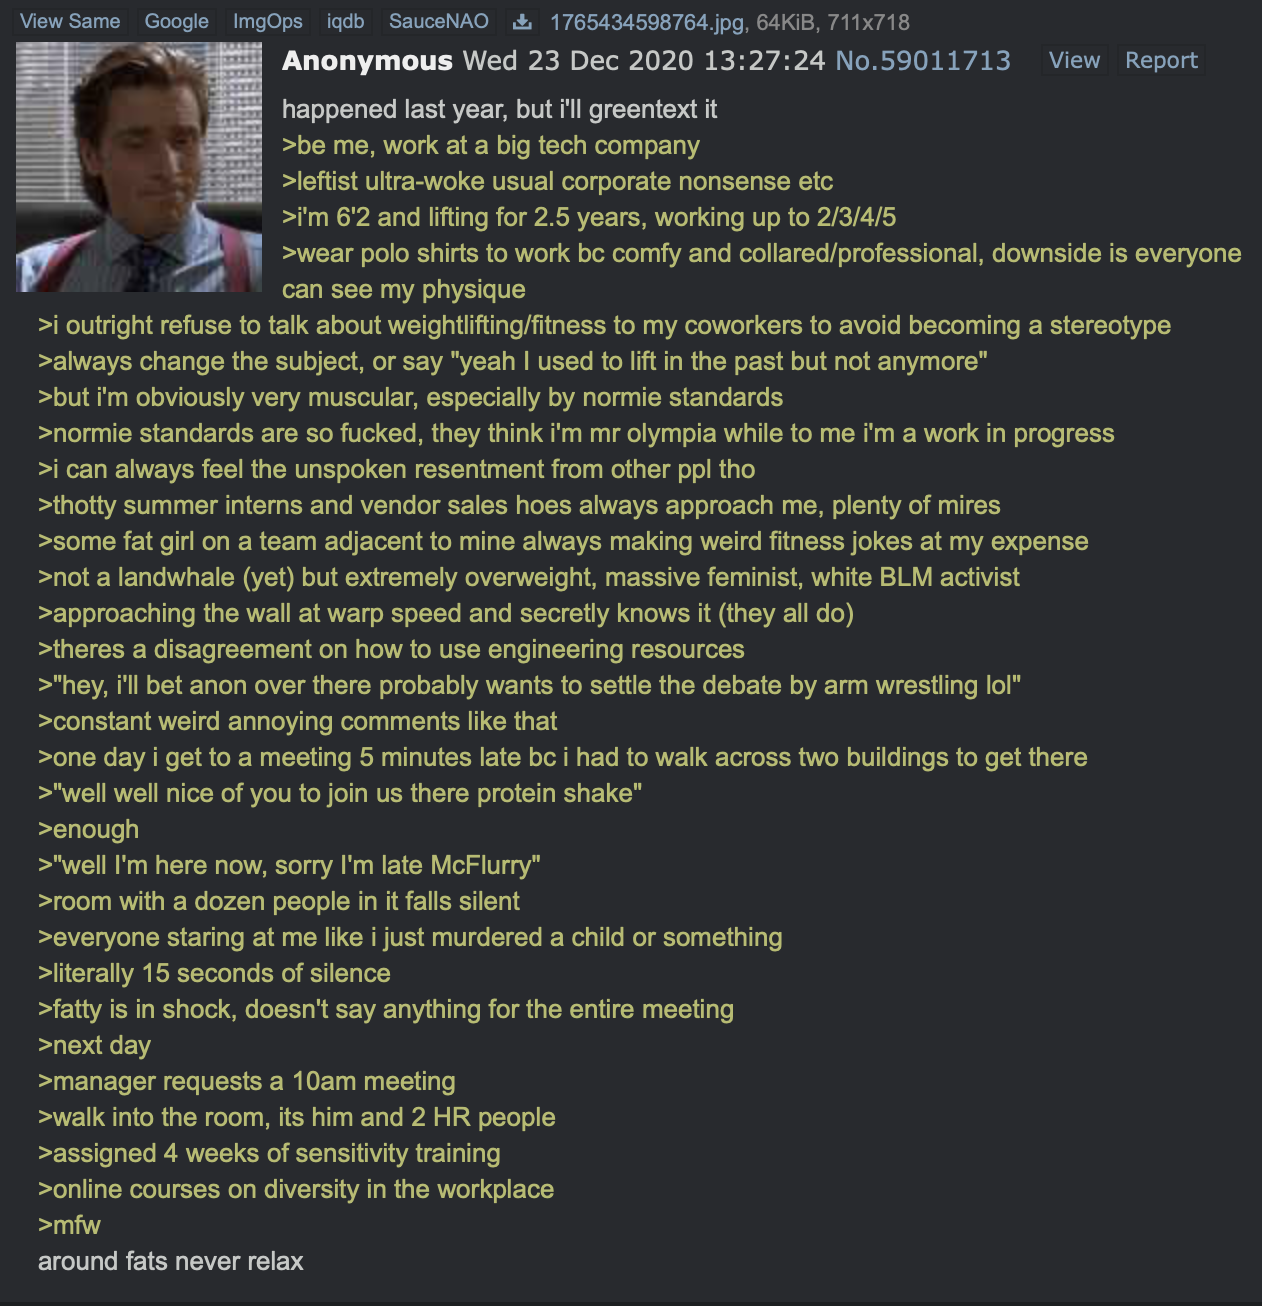 View Same Google ImgOps iqdb SauceNAO 1765434598764.jpg, 64KiB, 711x718
Anonymous Wed 23 Dec 2020 13:27:24 No.59011713 View Report
happened last year, but i'll greentext it
>be me, work at a big tech company
>leftist ultra-woke usual corporate nonsense etc
>i'm 6'2 and lifting for 2.5 years, working up to 2/3/4/5
>wear polo shirts to work bc comfy and collared/professional, downside is everyone
can see my physique
>i outright refuse to talk about weightlifting/fitness to my coworkers to avoid becoming a stereotype
>always change the subject, or say "yeah I used to lift in the past but not anymore"
>but i'm obviously very muscular, especially by normie standards
>normie standards are so fucked, they think i'm mr olympia while to me i'm a work in progress
>i can always feel the unspoken resentment from other ppl tho
>thotty summer interns and vendor sales hoes always approach me, plenty of mires
>some fat girl on a team adjacent to mine always making weird fitness jokes at my expense
>not a landwhale (yet) but extremely overweight, massive feminist, white BLM activist
>approaching the wall at warp speed and secretly knows it (they all do)
>theres a disagreement on how to use engineering resources
>"hey, i'll bet anon over there probably wants to settle the debate by arm wrestling lol"
>constant weird annoying comments like that
>one day i get to a meeting 5 minutes late bc i had to walk across two buildings to get there
>"well well nice of you to join us there protein shake"
>enough
>"well I'm here now, sorry I'm late McFlurry"
>room with a dozen people in it falls silent
>everyone staring at me like i just murdered a child or something
>literally 15 seconds of silence
>fatty is in shock, doesn't say anything for the entire meeting
>next day
>manager requests a 10am meeting
>walk into the room, its him and 2 HR people
>assigned 4 weeks of sensitivity training
>online courses on diversity in the workplace
>mfw
around fats never relax